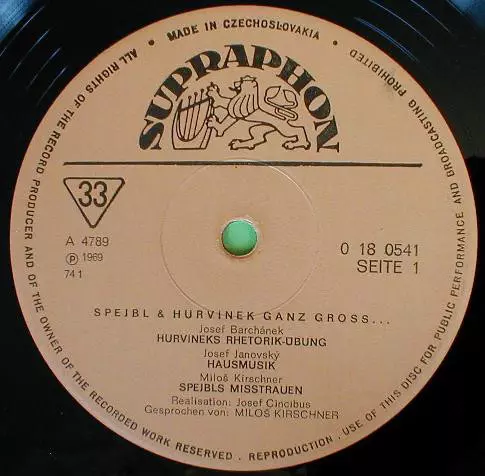 • MADE IN CZECHOSLOVAKIA •
ALL RIGHTS OF THE RECORD PRODUCER AND OF THE OWNER OF THE RECORDED WORK RESERVED . REPRODUCTION . USE OF THIS DISC FOR PUBLIC PERFORMANCE AND BROADCASTING PROHIBITED
SUPRAPHON
33
A 4789
Ⓟ 1969
74 1
0 18 0541
SEITE 1
SPEJBL & HURVINEK GANZ GROSS...
Josef Barchánek
HURVINEKS RHETORIK-ÜBUNG
Josef Janovský
HAUSMUSIK
Miloš Kirschner
SPEJBLS MISSTRAUEN
Realisation: Josef Cincibus
Gesprochen von: MILOŠ KIRSCHNER